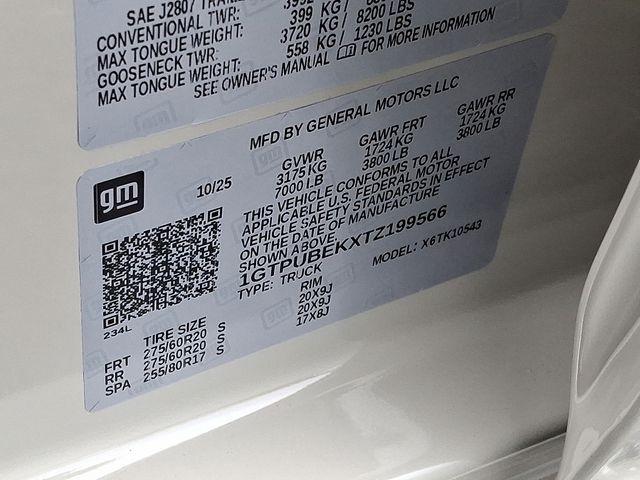 SAE J2807
CONVENTIONAL TWR: 3992 KG /
MAX TONGUE WEIGHT: 399 KG /
GOOSENECK TWR: 3720 KG / 8200 LBS
MAX TONGUE WEIGHT: 558 KG / 1230 LBS
SEE OWNER'S MANUAL FOR MORE INFORMATION
MFD BY GENERAL MOTORS LLC
gm
10/25
GVWR GAWR FRT GAWR RR
3175 KG 1724 KG 1724 KG
7000 LB 3800 LB 3800 LB
THIS VEHICLE CONFORMS TO ALL
APPLICABLE U.S. FEDERAL MOTOR
VEHICLE SAFETY STANDARDS IN EFFECT
ON THE DATE OF MANUFACTURE
SHOWN ABOVE.
1GTPUBEKXTZ199566
TYPE: TRUCK MODEL: X6TK10543
234L
TIRE SIZE RIM
FRT 275/60R20 S 20X9J
RR 275/60R20 S 20X9J
SPA 255/80R17 S 17X8J